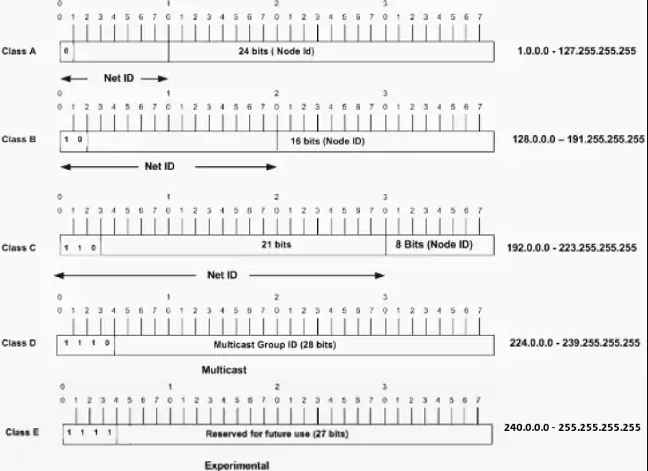 0 1 2 3
0 1 2 3 4 5 6 7 0 1 2 3 4 5 6 7 0 1 2 3 4 5 6 7 0 1 2 3 4 5 6 7
Class A 0 24 bits ( Node Id) 1.0.0.0 - 127.255.255.255
Net ID
0 1 2 3
0 1 2 3 4 5 6 7 0 1 2 3 4 5 6 7 0 1 2 3 4 5 6 7 0 1 2 3 4 5 6 7
Class B 1 0 16 bits (Node ID) 128.0.0.0 – 191.255.255.255
Net ID
0 1 2 3
0 1 2 3 4 5 6 7 0 1 2 3 4 5 6 7 0 1 2 3 4 5 6 7 0 1 2 3 4 5 6 7
Class C 1 1 0 21 bits 8 Bits (Node ID) 192.0.0.0 - 223.255.255.255
Net ID
0 1 2 3
0 1 2 3 4 5 6 7 0 1 2 3 4 5 6 7 0 1 2 3 4 5 6 7 0 1 2 3 4 5 6 7
Class D 1 1 1 0 Multicast Group ID (28 bits) 224.0.0.0 - 239.255.255.255
Multicast
0 1 2 3
0 1 2 3 4 5 6 7 0 1 2 3 4 5 6 7 0 1 2 3 4 5 6 7 0 1 2 3 4 5 6 7
Class E 1 1 1 1 Reserved for future use (27 bits) 240.0.0.0 - 255.255.255.255
Experimental